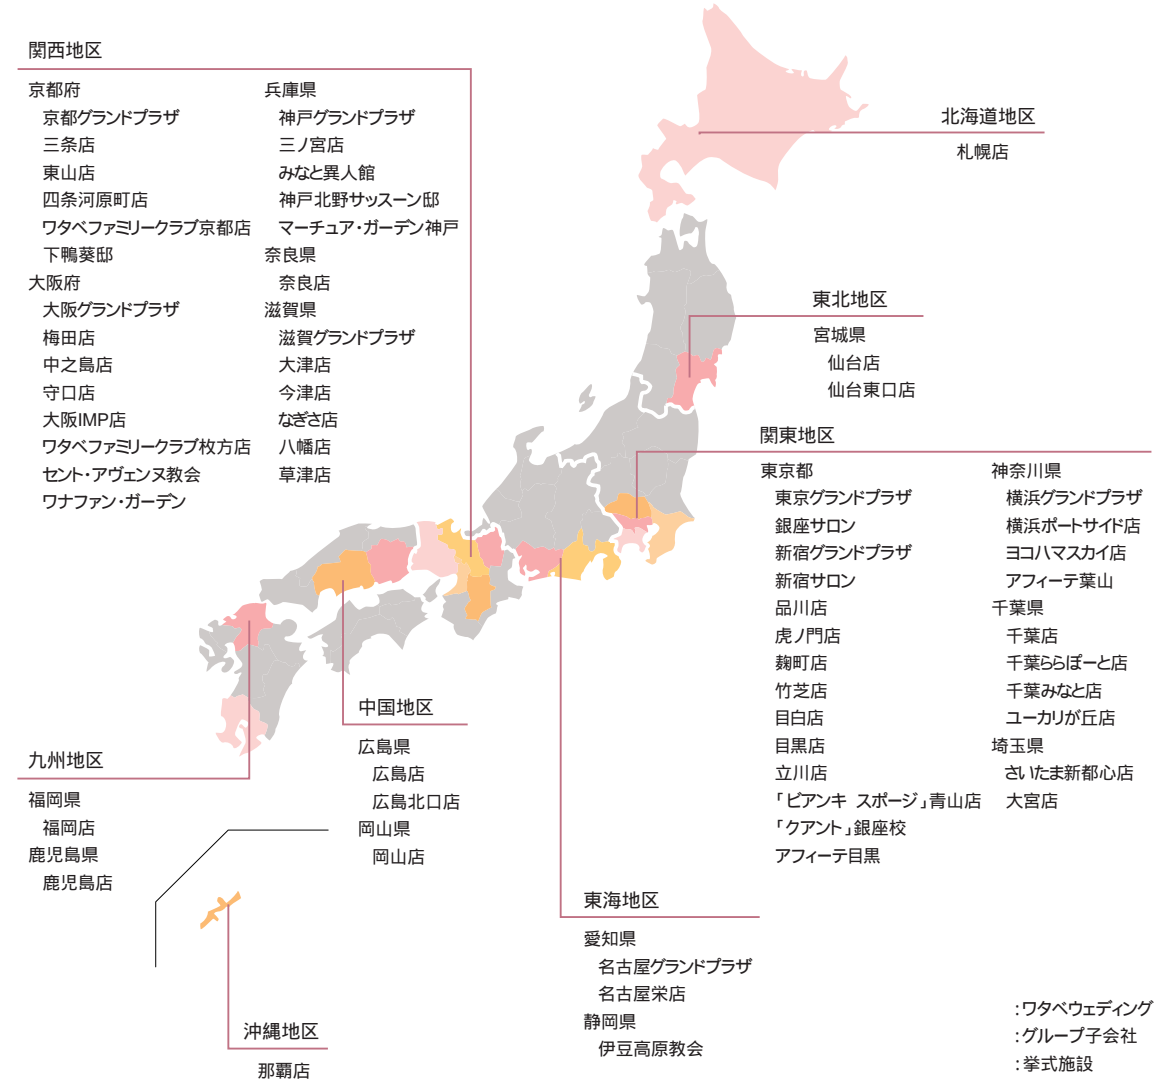 関西地区
京都府
京都グランドプラザ
三条店
東山店
四条河原町店
ワタベファミリークラブ京都店
下鴨葵邸
大阪府
大阪グランドプラザ
梅田店
中之島店
守口店
大阪IMP店
ワタベファミリークラブ枚方店
セント・アヴェンヌ教会
ワナファン・ガーデン
兵庫県
神戸グランドプラザ
三ノ宮店
みなと異人館
神戸北野サッスーン邸
マーチュア・ガーデン神戸
奈良県
奈良店
滋賀県
滋賀グランドプラザ
大津店
今津店
なぎさ店
八幡店
草津店
北海道地区
札幌店
東北地区
宮城県
仙台店
仙台東口店
関東地区
東京都
東京グランドプラザ
銀座サロン
新宿グランドプラザ
新宿サロン
品川店
虎ノ門店
麹町店
竹芝店
目白店
目黒店
立川店
「ビアンキ スポージ」青山店
「クアント」銀座校
アフィーテ目黒
神奈川県
横浜グランドプラザ
横浜ポートサイド店
ヨコハマスカイ店
アフィーテ葉山
千葉県
千葉店
千葉ららぽーと店
千葉みなと店
ユーカリが丘店
埼玉県
さいたま新都心店
大宮店
中国地区
広島県
広島店
広島北口店
岡山県
岡山店
九州地区
福岡県
福岡店
鹿児島県
鹿児島店
東海地区
愛知県
名古屋グランドプラザ
名古屋栄店
静岡県
伊豆高原教会
沖縄地区
那覇店
:ワタベウェディング
:グループ子会社
:挙式施設